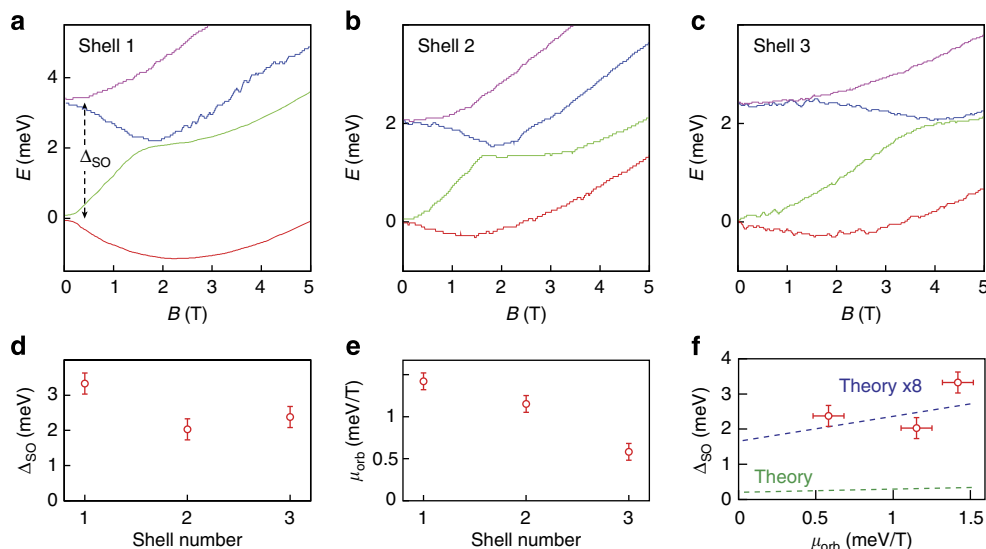 a
Shell 1
E (meV)
4
2
0
Δ_SO
0 1 2 3 4 5
B (T)
b
Shell 2
E (meV)
2
0
0 1 2 3 4 5
B (T)
c
Shell 3
E (meV)
2
0
0 1 2 3 4 5
B (T)
d
Δ_SO (meV)
3
2
1
0
1 2 3
Shell number
e
μ_orb (meV/T)
1
0.5
0
1 2 3
Shell number
f
Δ_SO (meV)
4
3
2
1
0
Theory x8
Theory
0 0.5 1 1.5
μ_orb (meV/T)